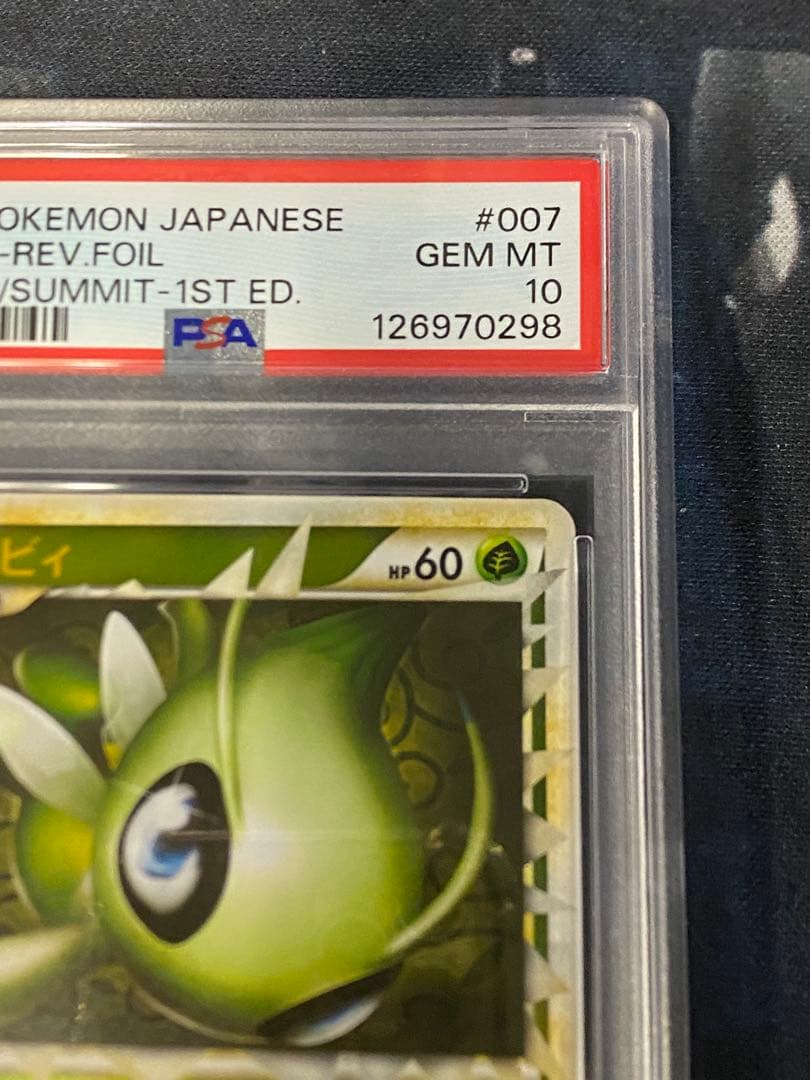 OKEMON JAPANESE #007
-REV.FOIL GEM MT
/SUMMIT-1ST ED. 10
PSA 126970298
ビィ HP60